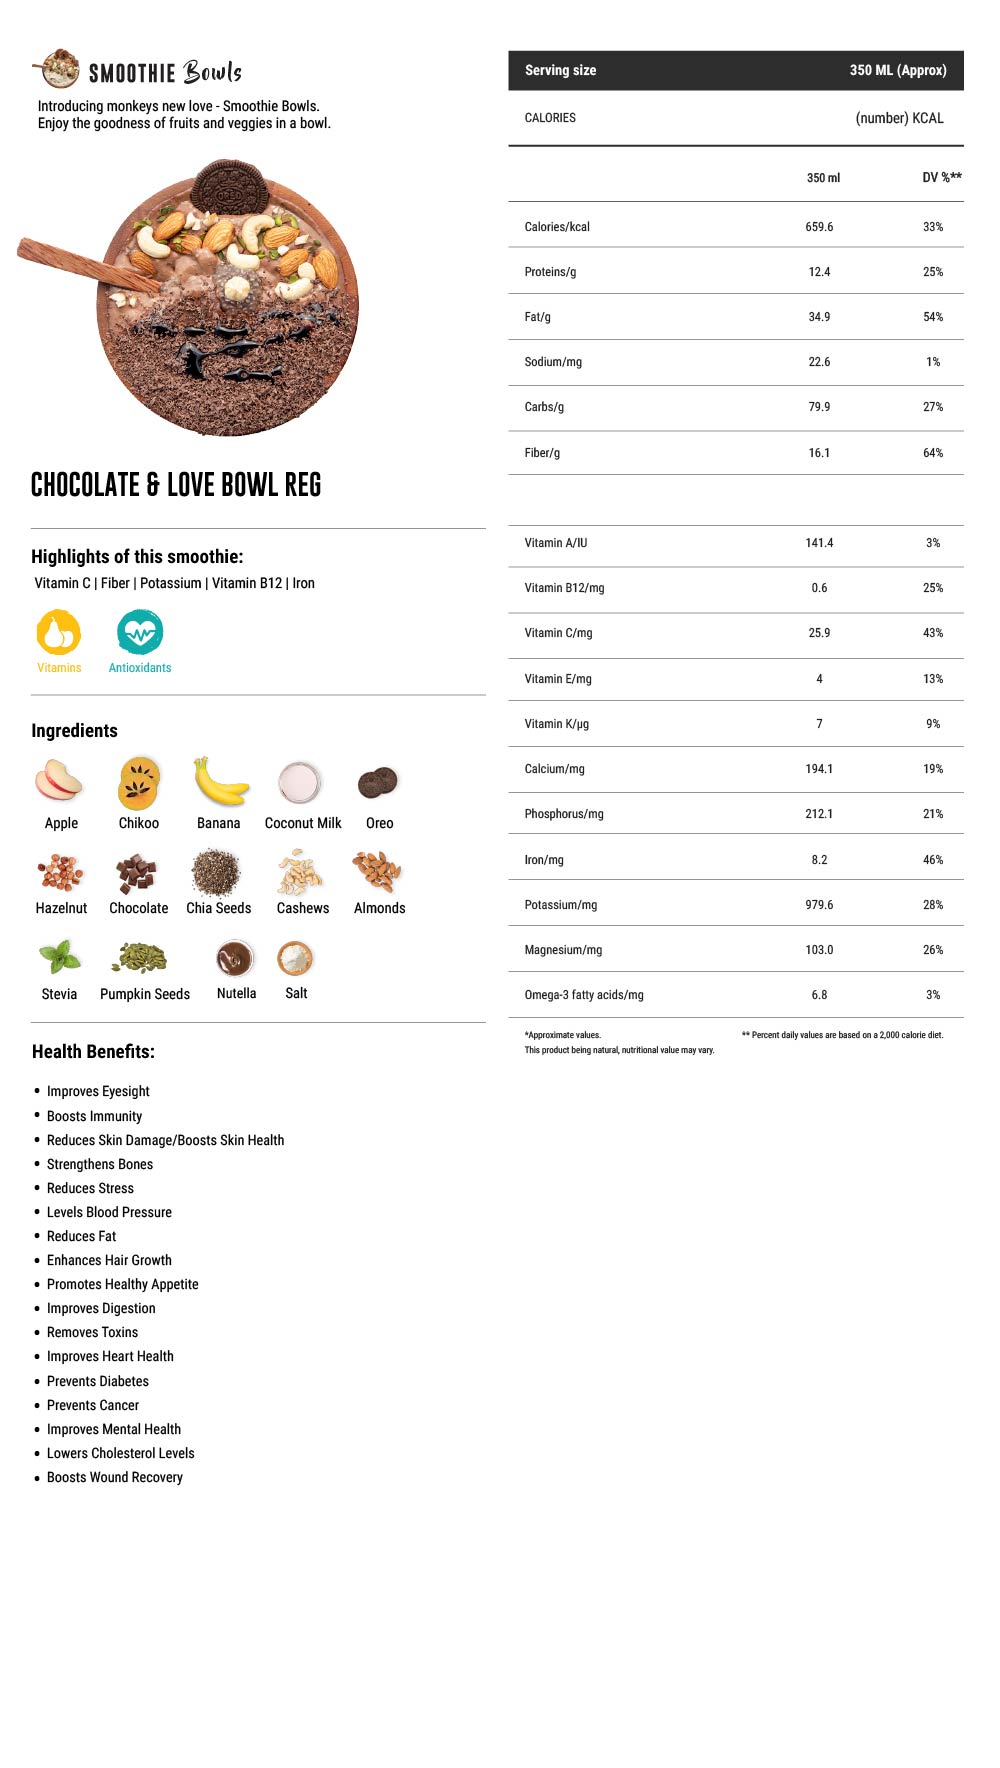 SMOOTHIE Bowls
Introducing monkeys new love - Smoothie Bowls.
Enjoy the goodness of fruits and veggies in a bowl.
CHOCOLATE & LOVE BOWL REG
Highlights of this smoothie:
Vitamin C | Fiber | Potassium | Vitamin B12 | Iron
Vitamins Antioxidants
Ingredients
Apple Chikoo Banana Coconut Milk Oreo
Hazelnut Chocolate Chia Seeds Cashews Almonds
Stevia Pumpkin Seeds Nutella Salt
Health Benefits:
• Improves Eyesight
• Boosts Immunity
• Reduces Skin Damage/Boosts Skin Health
• Strengthens Bones
• Reduces Stress
• Levels Blood Pressure
• Reduces Fat
• Enhances Hair Growth
• Promotes Healthy Appetite
• Improves Digestion
• Removes Toxins
• Improves Heart Health
• Prevents Diabetes
• Prevents Cancer
• Improves Mental Health
• Lowers Cholesterol Levels
• Boosts Wound Recovery
Serving size 350 ML (Approx)
CALORIES (number) KCAL
350 ml DV %**
Calories/kcal 659.6 33%
Proteins/g 12.4 25%
Fat/g 34.9 54%
Sodium/mg 22.6 1%
Carbs/g 79.9 27%
Fiber/g 16.1 64%
Vitamin A/IU 141.4 3%
Vitamin B12/mg 0.6 25%
Vitamin C/mg 25.9 43%
Vitamin E/mg 4 13%
Vitamin K/µg 7 9%
Calcium/mg 194.1 19%
Phosphorus/mg 212.1 21%
Iron/mg 8.2 46%
Potassium/mg 979.6 28%
Magnesium/mg 103.0 26%
Omega-3 fatty acids/mg 6.8 3%
*Approximate values. ** Percent daily values are based on a 2,000 calorie diet.
This product being natural, nutritional value may vary.